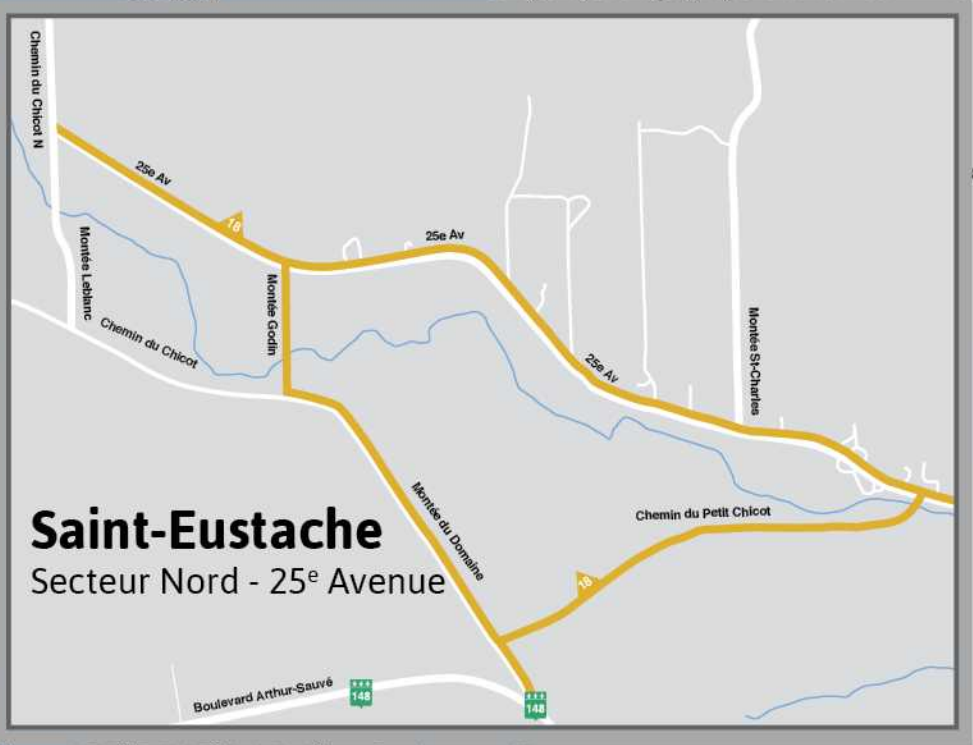 Chemin du Chicot N
25e Av
18
25e Av
Montée Leblanc
Montée Godin
Chemin du Chicot
Montée St-Charles
25e Av
Montée du Domaine
Chemin du Petit Chicot
Saint-Eustache
Secteur Nord - 25e Avenue
18
Boulevard Arthur-Sauvé
148
148